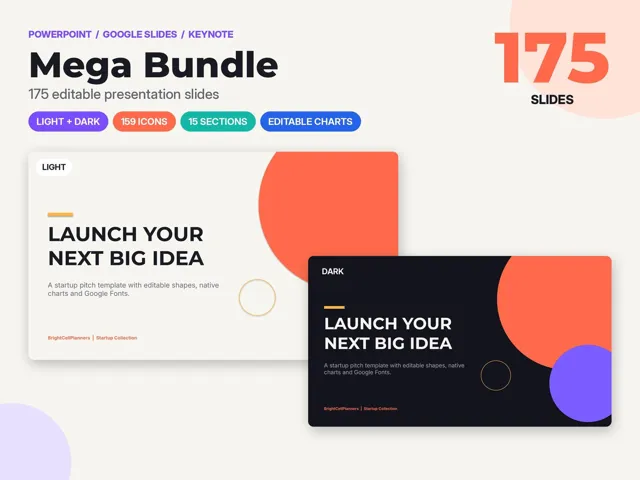 POWERPOINT / GOOGLE SLIDES / KEYNOTE
Mega Bundle
175 editable presentation slides
LIGHT + DARK
159 ICONS
15 SECTIONS
EDITABLE CHARTS
175
SLIDES
LIGHT
LAUNCH YOUR
NEXT BIG IDEA
A startup pitch template with editable shapes, native
charts and Google Fonts.
BrightCellPlanners | Startup Collection
DARK
LAUNCH YOUR
NEXT BIG IDEA
A startup pitch template with editable shapes, native
charts and Google Fonts.
BrightCellPlanners | Startup Collection